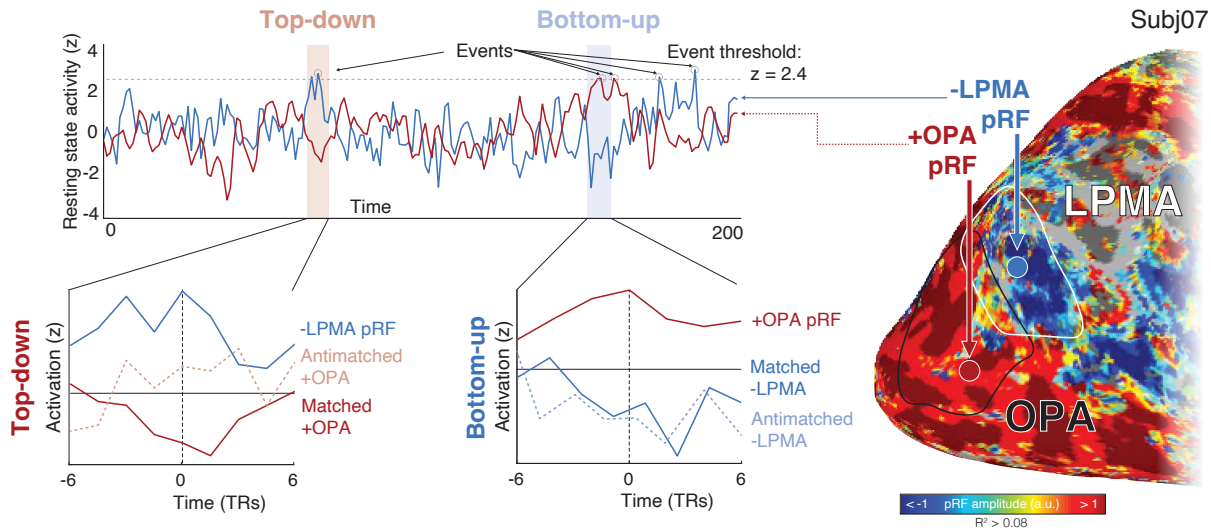 Top-down
Bottom-up
Subj07
Resting state activity (z)
4
2
0
-2
-4
Events
Event threshold:
z = 2.4
Time
0
200
-LPMA
pRF
+OPA
pRF
LPMA
OPA
Top-down
Activation (z)
-LPMA pRF
Antimatched
+OPA
Matched
+OPA
-6
0
6
Time (TRs)
Bottom-up
Activation (z)
+OPA pRF
Matched
-LPMA
Antimatched
-LPMA
-6
0
6
Time (TRs)
< -1 pRF amplitude (a.u.) > 1
R² > 0.08